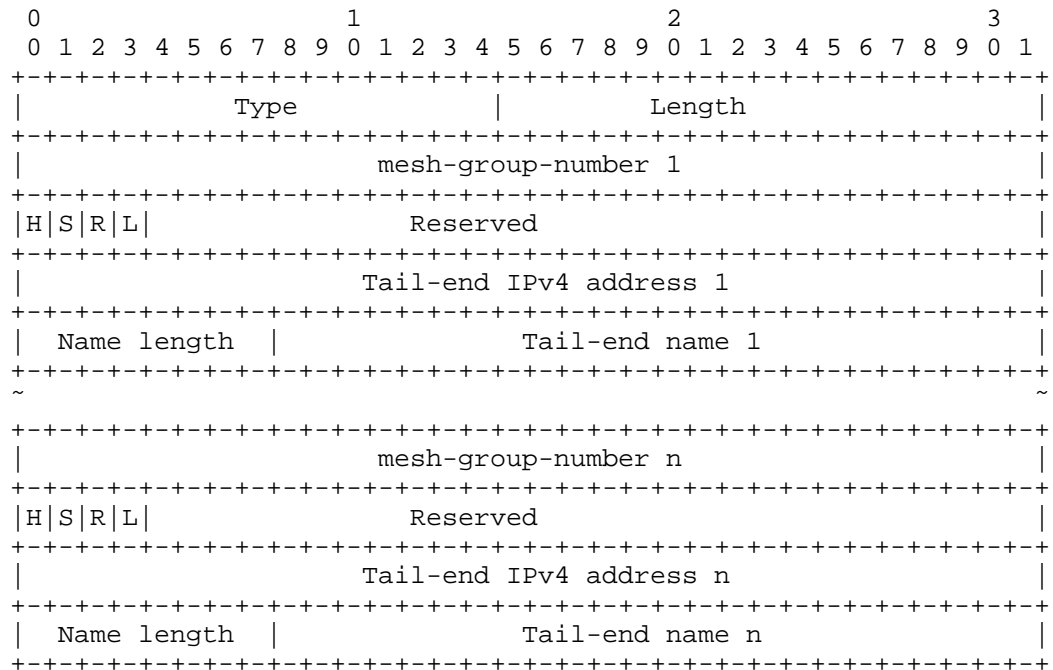 0                   1                   2                   3
 0 1 2 3 4 5 6 7 8 9 0 1 2 3 4 5 6 7 8 9 0 1 2 3 4 5 6 7 8 9 0 1
+-+-+-+-+-+-+-+-+-+-+-+-+-+-+-+-+-+-+-+-+-+-+-+-+-+-+-+-+-+-+-+-+
|             Type            |         Length                  |
+-+-+-+-+-+-+-+-+-+-+-+-+-+-+-+-+-+-+-+-+-+-+-+-+-+-+-+-+-+-+-+-+
|                      mesh-group-number 1                      |
+-+-+-+-+-+-+-+-+-+-+-+-+-+-+-+-+-+-+-+-+-+-+-+-+-+-+-+-+-+-+-+-+
|H|S|R|L|                Reserved                               |
+-+-+-+-+-+-+-+-+-+-+-+-+-+-+-+-+-+-+-+-+-+-+-+-+-+-+-+-+-+-+-+-+
|                     Tail-end IPv4 address 1                   |
+-+-+-+-+-+-+-+-+-+-+-+-+-+-+-+-+-+-+-+-+-+-+-+-+-+-+-+-+-+-+-+-+
|  Name length  |               Tail-end name 1                 |
+-+-+-+-+-+-+-+-+-+-+-+-+-+-+-+-+-+-+-+-+-+-+-+-+-+-+-+-+-+-+-+-+
~                                                               ~
+-+-+-+-+-+-+-+-+-+-+-+-+-+-+-+-+-+-+-+-+-+-+-+-+-+-+-+-+-+-+-+-+
|                      mesh-group-number n                      |
+-+-+-+-+-+-+-+-+-+-+-+-+-+-+-+-+-+-+-+-+-+-+-+-+-+-+-+-+-+-+-+-+
|H|S|R|L|                Reserved                               |
+-+-+-+-+-+-+-+-+-+-+-+-+-+-+-+-+-+-+-+-+-+-+-+-+-+-+-+-+-+-+-+-+
|                     Tail-end IPv4 address n                   |
+-+-+-+-+-+-+-+-+-+-+-+-+-+-+-+-+-+-+-+-+-+-+-+-+-+-+-+-+-+-+-+-+
|  Name length  |               Tail-end name n                 |
+-+-+-+-+-+-+-+-+-+-+-+-+-+-+-+-+-+-+-+-+-+-+-+-+-+-+-+-+-+-+-+-+